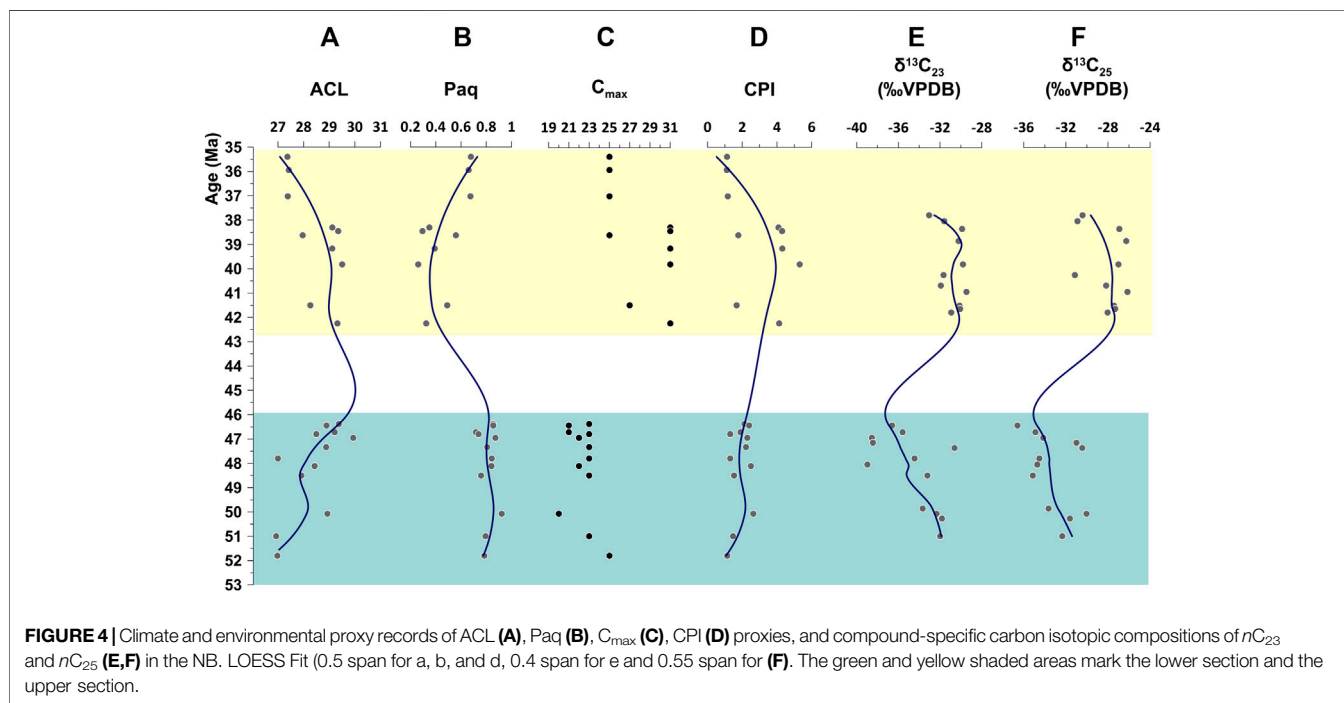 A B C D E F
ACL Paq Cmax CPI δ¹³C₂₃ (‰VPDB) δ¹³C₂₅ (‰VPDB)
27 28 29 30 31 0.2 0.4 0.6 0.8 1 19 21 23 25 27 29 31 0 2 4 6 -40 -36 -32 -28 -36 -32 -28 -24
Age (Ma)
35
36
37
38
39
40
41
42
43
44
45
46
47
48
49
50
51
52
53
FIGURE 4 | Climate and environmental proxy records of ACL (A), Paq (B), Cmax (C), CPI (D) proxies, and compound-specific carbon isotopic compositions of nC₂₃
and nC₂₅ (E,F) in the NB. LOESS Fit (0.5 span for a, b, and d, 0.4 span for e and 0.55 span for (F). The green and yellow shaded areas mark the lower section and the
upper section.